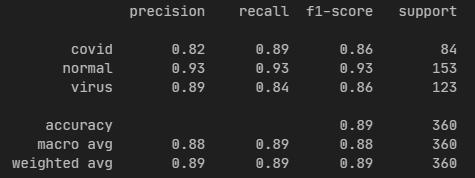 precision recall f1-score support
covid 0.82 0.89 0.86 84
normal 0.93 0.93 0.93 153
virus 0.89 0.84 0.86 123
accuracy 0.89 360
macro avg 0.88 0.89 0.88 360
weighted avg 0.89 0.89 0.89 360